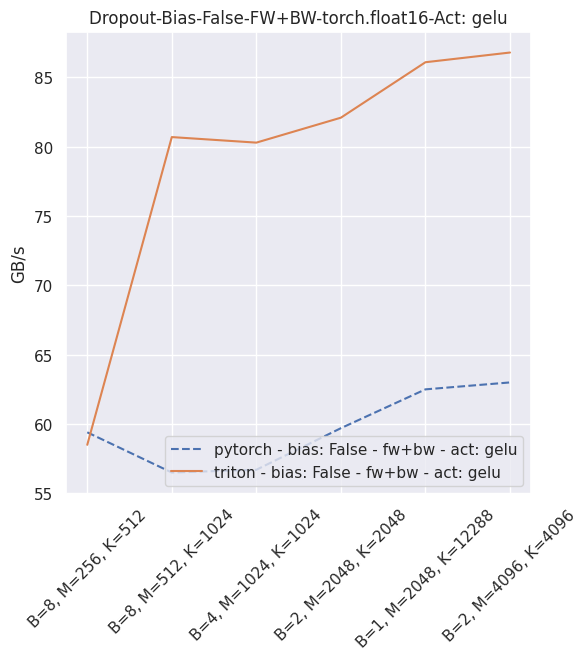 Dropout-Bias-False-FW+BW-torch.float16-Act: gelu
GB/s
85
80
75
70
65
60
55
pytorch - bias: False - fw+bw - act: gelu
triton - bias: False - fw+bw - act: gelu
B=8, M=256, K=512
B=8, M=512, K=1024
B=4, M=1024, K=1024
B=2, M=2048, K=2048
B=1, M=2048, K=12288
B=2, M=4096, K=4096